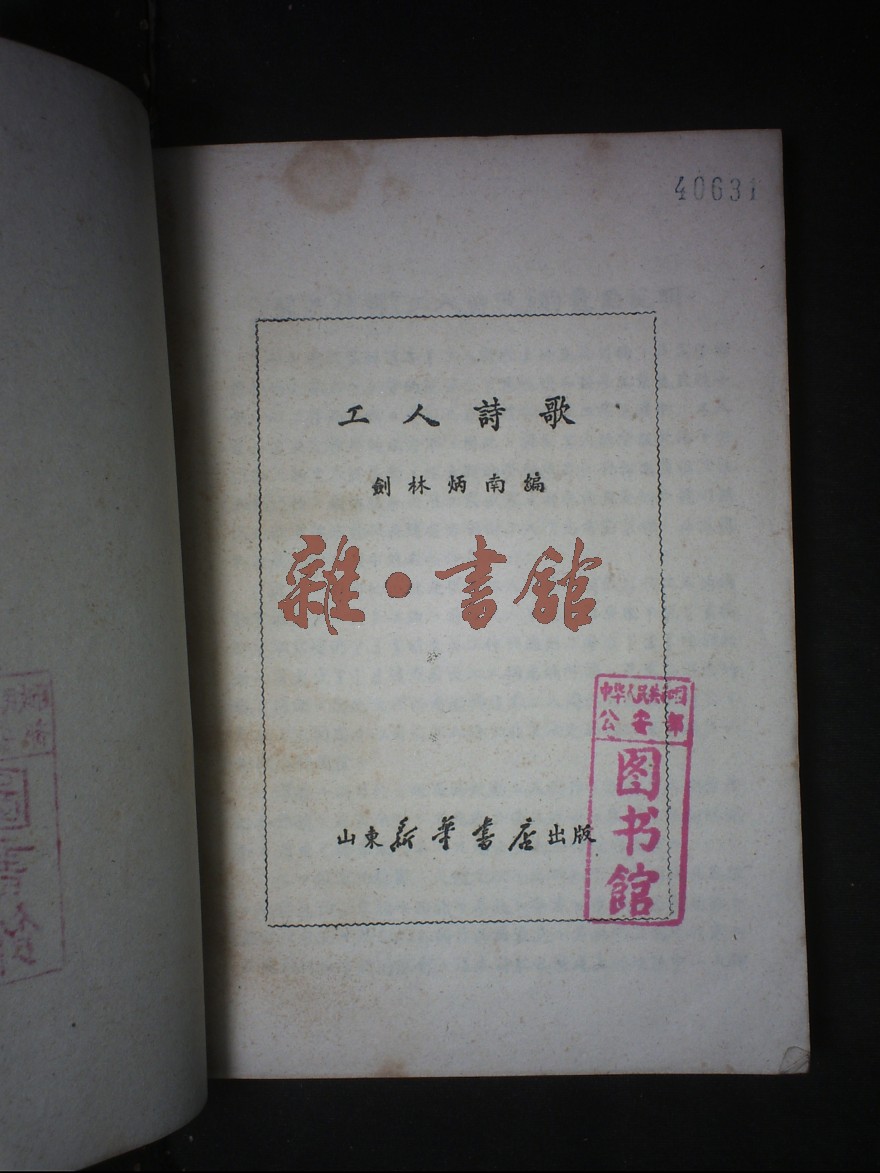 40631
工人詩歌
劍林炳南編
雜·書館
中华人民共和国
公安部
图书馆
山東新華書店出版